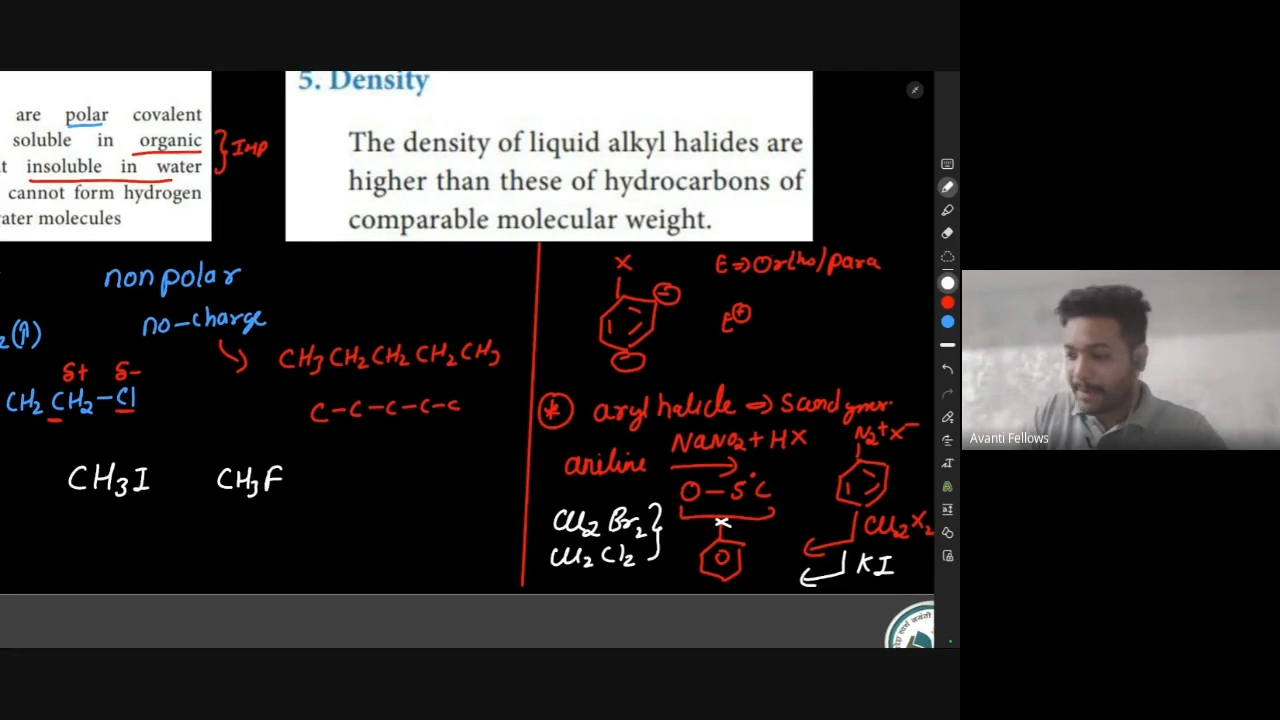 are polar covalent
soluble in organic
insoluble in water
cannot form hydrogen
ater molecules
} IMP
5. Density
The density of liquid alkyl halides are
higher than these of hydrocarbons of
comparable molecular weight.
nonpolar
no-charge
2(↑)
δ+ δ-
CH2 CH2-Cl
CH3CH2CH2CH2CH3
C-C-C-C-C
CH3I CH3F
X
E⇒Ortho/para
E⊕
⊖
* aryl halide ⇒
aniline
NaNO2 + HX
0-5°C
N2+X-
Cu2X2
KI
Cu2Br2
Cu2Cl2
X
Avanti Fellows